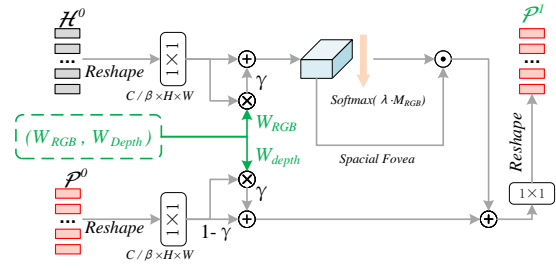 𝓗⁰
...
Reshape
1×1
C / β×H×W
γ
W_RGB
(W_RGB , W_Depth)
W_depth
γ
1- γ
𝓟⁰
...
Reshape
1×1
C / β×H×W
Softmax( λ ·M_RGB)
Spacial Fovea
𝓟¹
...
Reshape
1×1